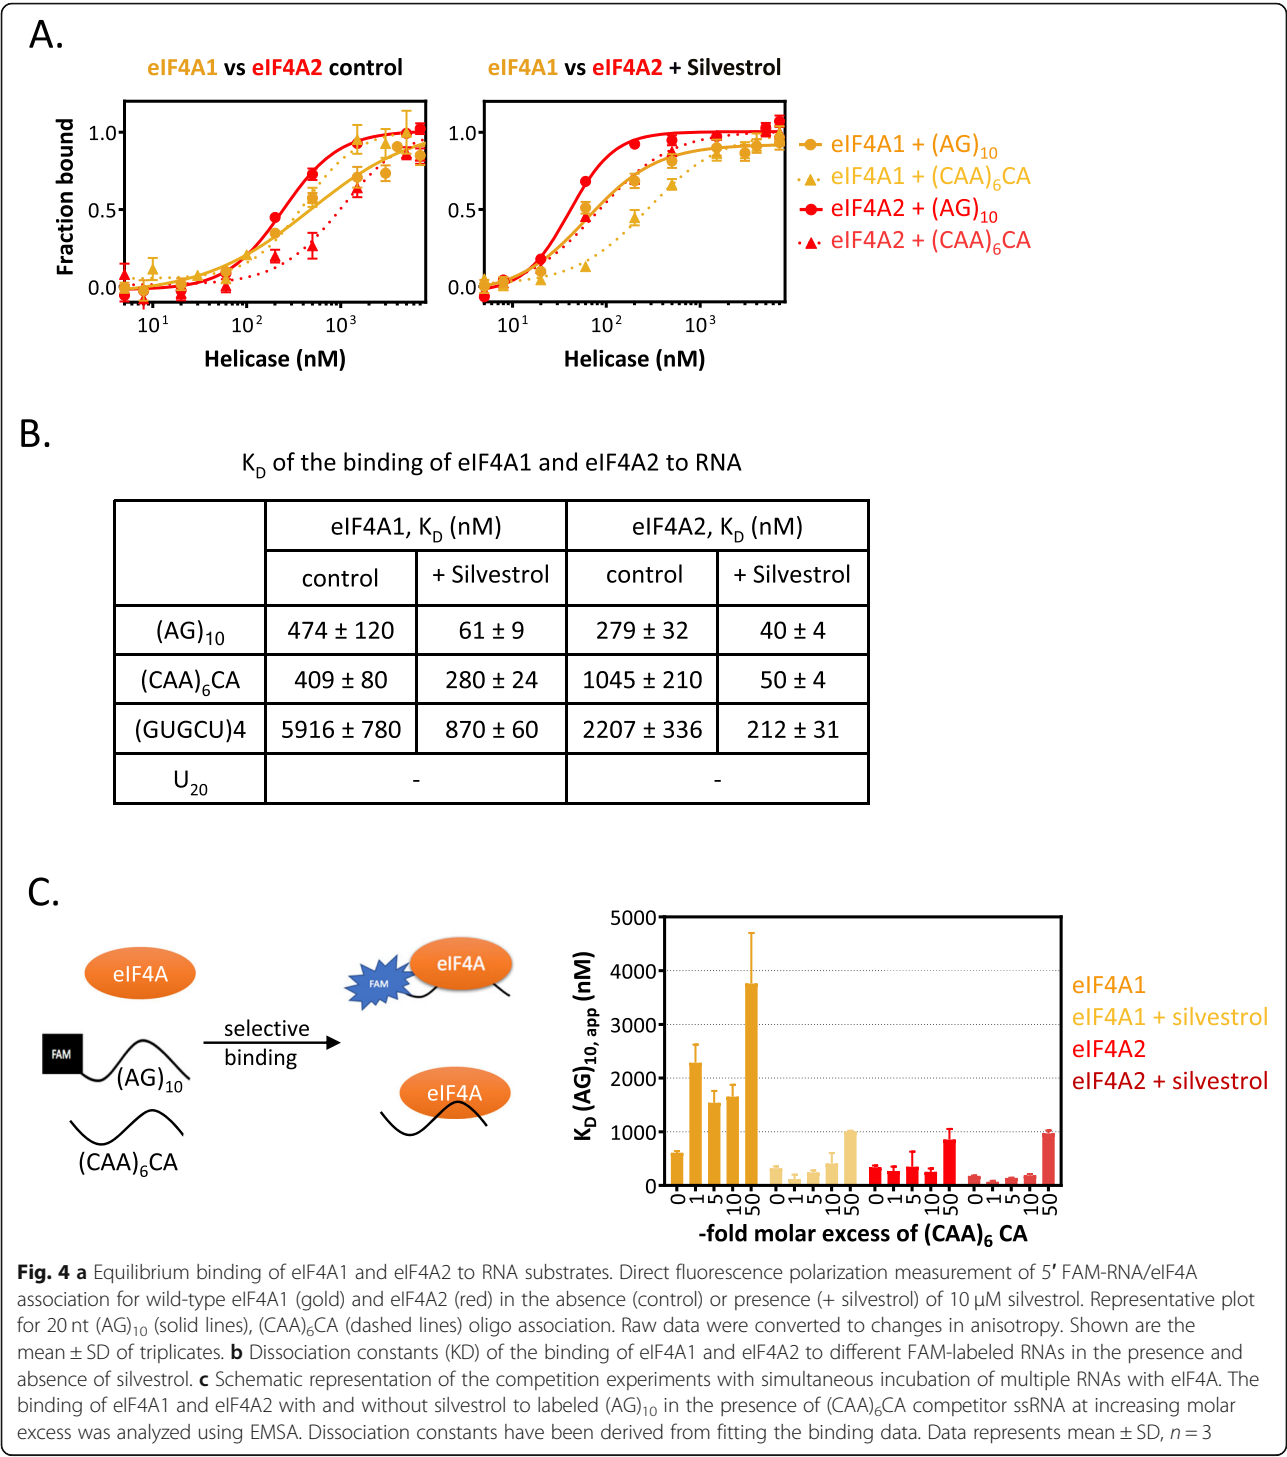 A.
eIF4A1 vs eIF4A2 control
eIF4A1 vs eIF4A2 + Silvestrol
Fraction bound
1.0
0.5
0.0
10¹ 10² 10³
Helicase (nM)
1.0
0.5
0.0
10¹ 10² 10³
Helicase (nM)
eIF4A1 + (AG)₁₀
eIF4A1 + (CAA)₆CA
eIF4A2 + (AG)₁₀
eIF4A2 + (CAA)₆CA
B.
K_D of the binding of eIF4A1 and eIF4A2 to RNA
eIF4A1, K_D (nM) eIF4A2, K_D (nM)
control + Silvestrol control + Silvestrol
(AG)₁₀ 474 ± 120 61 ± 9 279 ± 32 40 ± 4
(CAA)₆CA 409 ± 80 280 ± 24 1045 ± 210 50 ± 4
(GUGCU)4 5916 ± 780 870 ± 60 2207 ± 336 212 ± 31
U₂₀ - -
C.
eIF4A
FAM
(AG)₁₀
(CAA)₆CA
selective
binding
FAM
eIF4A
eIF4A
K_D (AG)₁₀, app (nM)
5000
4000
3000
2000
1000
0
0 1 5 10 50 0 1 5 10 50 0 1 5 10 50 0 1 5 10 50
-fold molar excess of (CAA)₆ CA
eIF4A1
eIF4A1 + silvestrol
eIF4A2
eIF4A2 + silvestrol
Fig. 4 a Equilibrium binding of eIF4A1 and eIF4A2 to RNA substrates. Direct fluorescence polarization measurement of 5′ FAM-RNA/eIF4A
association for wild-type eIF4A1 (gold) and eIF4A2 (red) in the absence (control) or presence (+ silvestrol) of 10 μM silvestrol. Representative plot
for 20 nt (AG)₁₀ (solid lines), (CAA)₆CA (dashed lines) oligo association. Raw data were converted to changes in anisotropy. Shown are the
mean ± SD of triplicates. b Dissociation constants (KD) of the binding of eIF4A1 and eIF4A2 to different FAM-labeled RNAs in the presence and
absence of silvestrol. c Schematic representation of the competition experiments with simultaneous incubation of multiple RNAs with eIF4A. The
binding of eIF4A1 and eIF4A2 with and without silvestrol to labeled (AG)₁₀ in the presence of (CAA)₆CA competitor ssRNA at increasing molar
excess was analyzed using EMSA. Dissociation constants have been derived from fitting the binding data. Data represents mean ± SD, n = 3